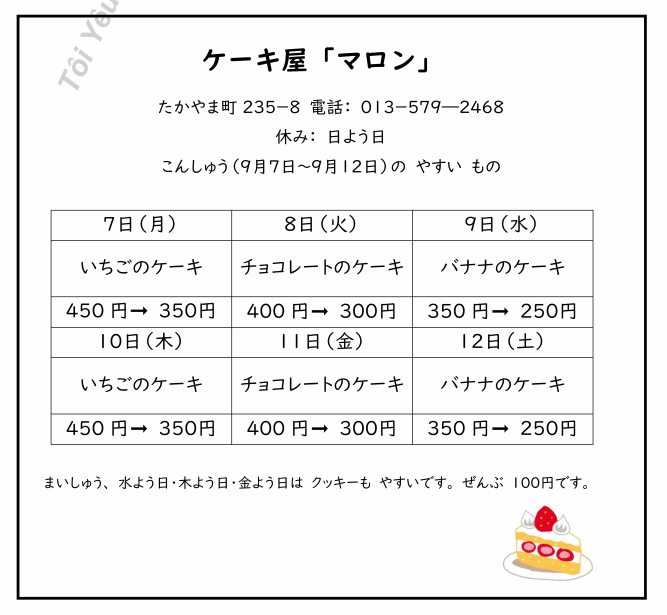 Tôi Yêu
ケーキ屋「マロン」
たかやま町 235−8 電話： 013−579―2468
休み： 日よう日
こんしゅう（9月7日～9月12日）の やすい もの
7日（月） 8日（火） 9日（水）
いちごのケーキ チョコレートのケーキ バナナのケーキ
450 円➞ 350円 400 円➞ 300円 350 円➞ 250円
10日（木） 11日（金） 12日（土）
いちごのケーキ チョコレートのケーキ バナナのケーキ
450 円➞ 350円 400 円➞ 300円 350 円➞ 250円
まいしゅう、水よう日・木よう日・金よう日は クッキーも やすいです。ぜんぶ 100円です。